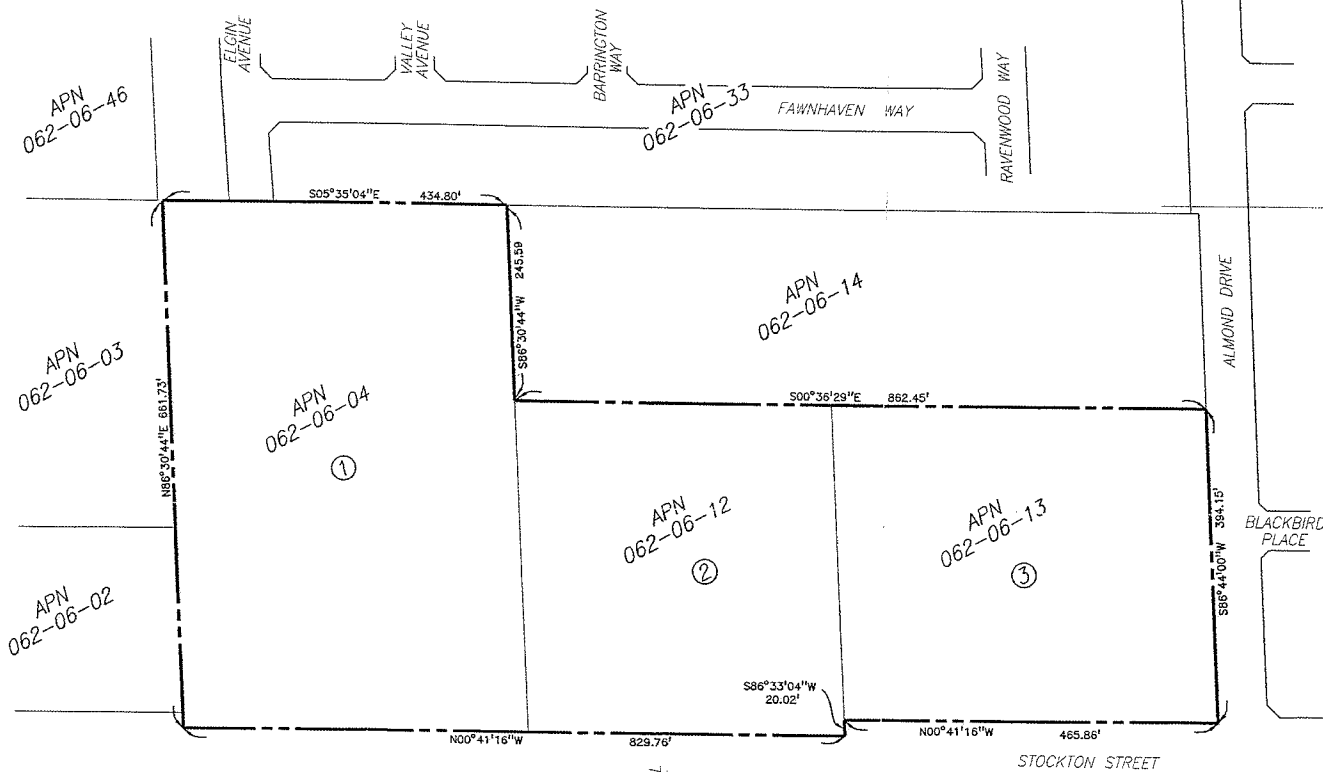 ELGIN
AVENUE
VALLEY
AVENUE
BARRINGTON
WAY
APN
062-06-46
APN
062-06-33
FAWNHAVEN WAY
RAVENWOOD WAY
S05°35'04"E 434.80'
S86°30'44"W 245.59
APN
062-06-14
ALMOND DRIVE
APN
062-06-03
N86°30'44"E 661.73'
APN
062-06-04
1
S00°36'29"E 862.45'
APN
062-06-12
2
APN
062-06-13
3
S86°44'00"W 394.15'
BLACKBIRD
PLACE
APN
062-06-02
S86°33'04"W
20.02'
N00°41'16"W 829.76'
N00°41'16"W 465.86'
STOCKTON STREET